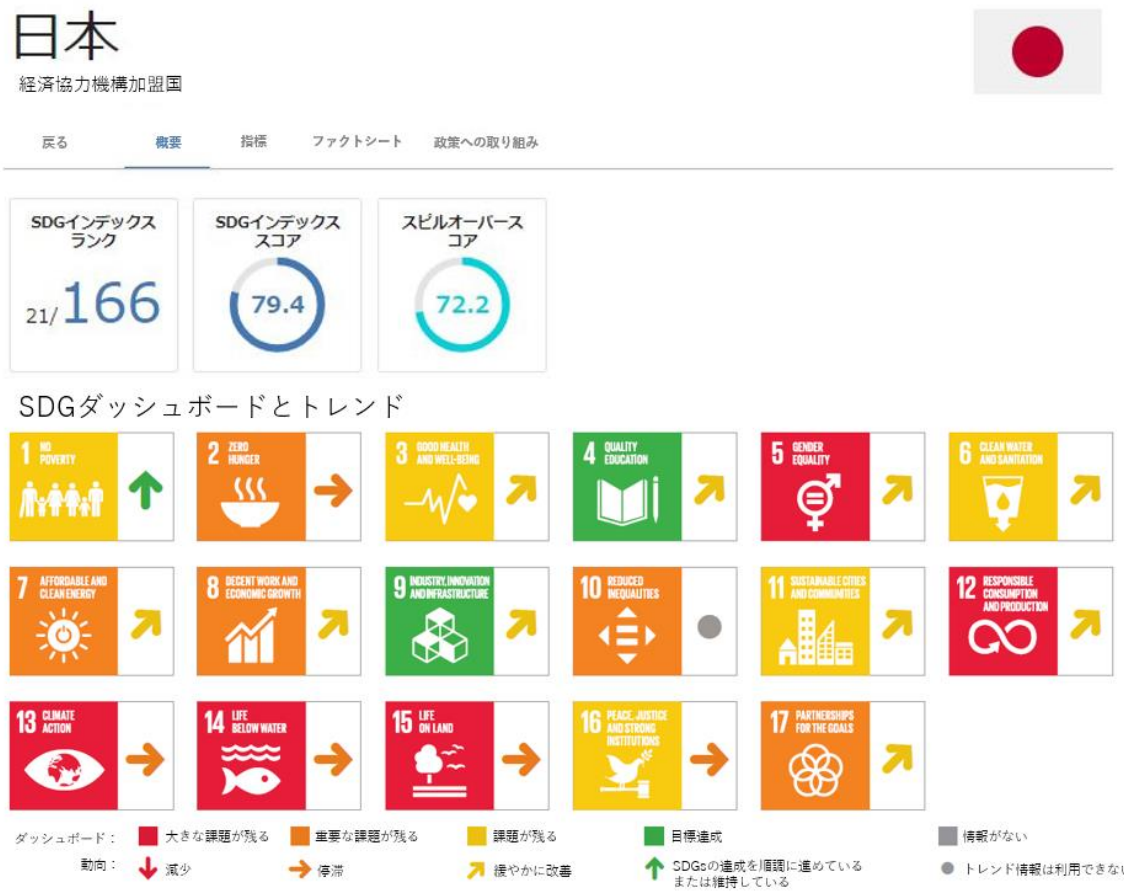 日本
経済協力機構加盟国
戻る 概要 指標 ファクトシート 政策への取り組み
SDGインデックス
ランク
21/166
SDGインデックス
スコア
79.4
スピルオーバース
コア
72.2
SDGダッシュボードとトレンド
1 NO
POVERTY
2 ZERO
HUNGER
3 GOOD HEALTH
AND WELL-BEING
4 QUALITY
EDUCATION
5 GENDER
EQUALITY
6 CLEAN WATER
AND SANITATION
7 AFFORDABLE AND
CLEAN ENERGY
8 DECENT WORK AND
ECONOMIC GROWTH
9 INDUSTRY, INNOVATION
AND INFRASTRUCTURE
10 REDUCED
INEQUALITIES
11 SUSTAINABLE CITIES
AND COMMUNITIES
12 RESPONSIBLE
CONSUMPTION
AND PRODUCTION
13 CLIMATE
ACTION
14 LIFE
BELOW WATER
15 LIFE
ON LAND
16 PEACE, JUSTICE
AND STRONG
INSTITUTIONS
17 PARTNERSHIPS
FOR THE GOALS
ダッシュボード： 大きな課題が残る 重要な課題が残る 課題が残る 目標達成 情報がない
動向： 減少 停滞 緩やかに改善 SDGsの達成を順調に進めている
または維持している
トレンド情報は利用できない